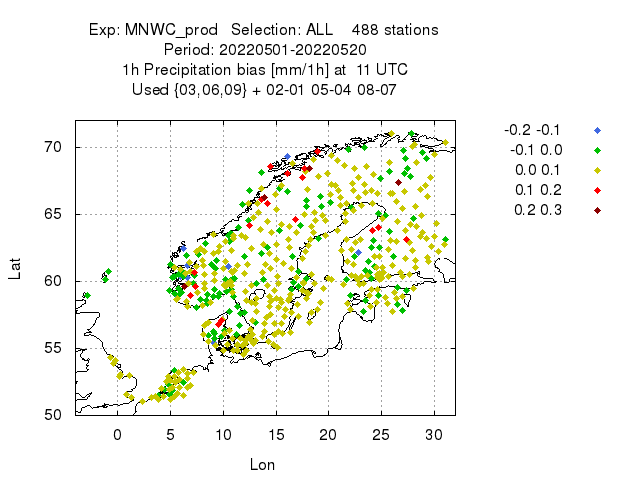 Exp: MNWC_prod   Selection: ALL    488 stations
Period: 20220501-20220520
1h Precipitation bias [mm/1h] at  11 UTC
Used {03,06,09} + 02-01 05-04 08-07
-0.2 -0.1
-0.1 0.0
0.0 0.1
0.1 0.2
0.2 0.3
70
65
60
55
50
Lat
0 5 10 15 20 25 30
Lon